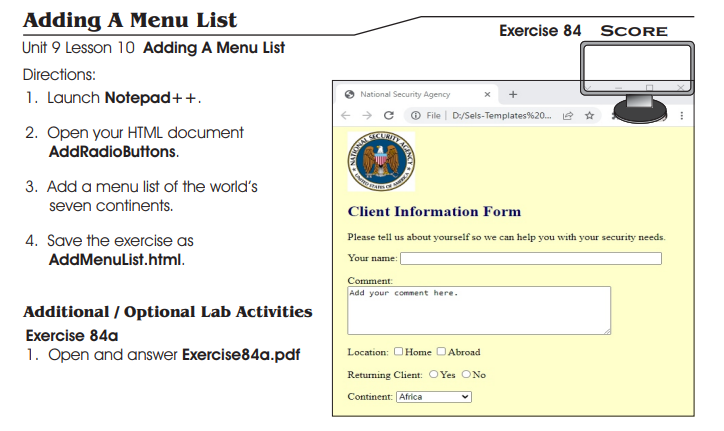 Adding A Menu List
Exercise 84 SCORE
Unit 9 Lesson 10 Adding A Menu List
Directions:
1. Launch Notepad++.
2. Open your HTML document
AddRadioButtons.
3. Add a menu list of the world's
seven continents.
4. Save the exercise as
AddMenuList.html.
Additional / Optional Lab Activities
Exercise 84a
1. Open and answer Exercise84a.pdf
National Security Agency
File | D:/Sels-Templates%20...
NATIONAL SECURITY AGENCY
UNITED STATES OF AMERICA
Client Information Form
Please tell us about yourself so we can help you with your security needs.
Your name:
Comment:
Add your comment here.
Location: Home Abroad
Returning Client: Yes No
Continent: Africa